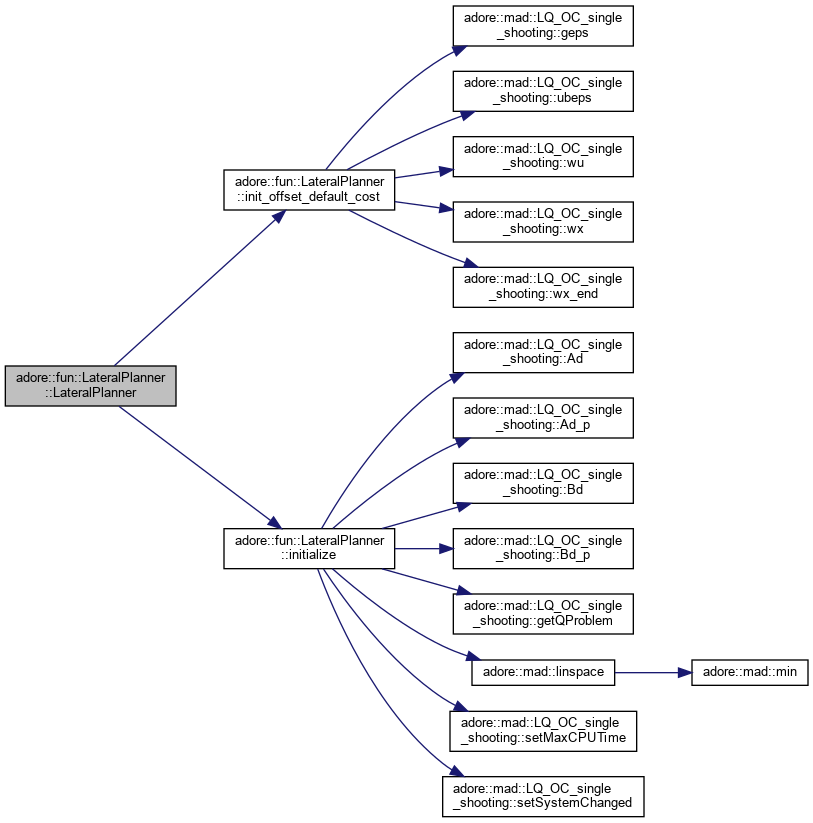 adore::mad::LQ_OC_single
_shooting::geps
adore::mad::LQ_OC_single
_shooting::ubeps
adore::mad::LQ_OC_single
_shooting::wu
adore::fun::LateralPlanner
::init_offset_default_cost
adore::mad::LQ_OC_single
_shooting::wx
adore::mad::LQ_OC_single
_shooting::wx_end
adore::mad::LQ_OC_single
_shooting::Ad
adore::fun::LateralPlanner
::LateralPlanner
adore::mad::LQ_OC_single
_shooting::Ad_p
adore::mad::LQ_OC_single
_shooting::Bd
adore::fun::LateralPlanner
::initialize
adore::mad::LQ_OC_single
_shooting::Bd_p
adore::mad::LQ_OC_single
_shooting::getQProblem
adore::mad::linspace
adore::mad::min
adore::mad::LQ_OC_single
_shooting::setMaxCPUTime
adore::mad::LQ_OC_single
_shooting::setSystemChanged